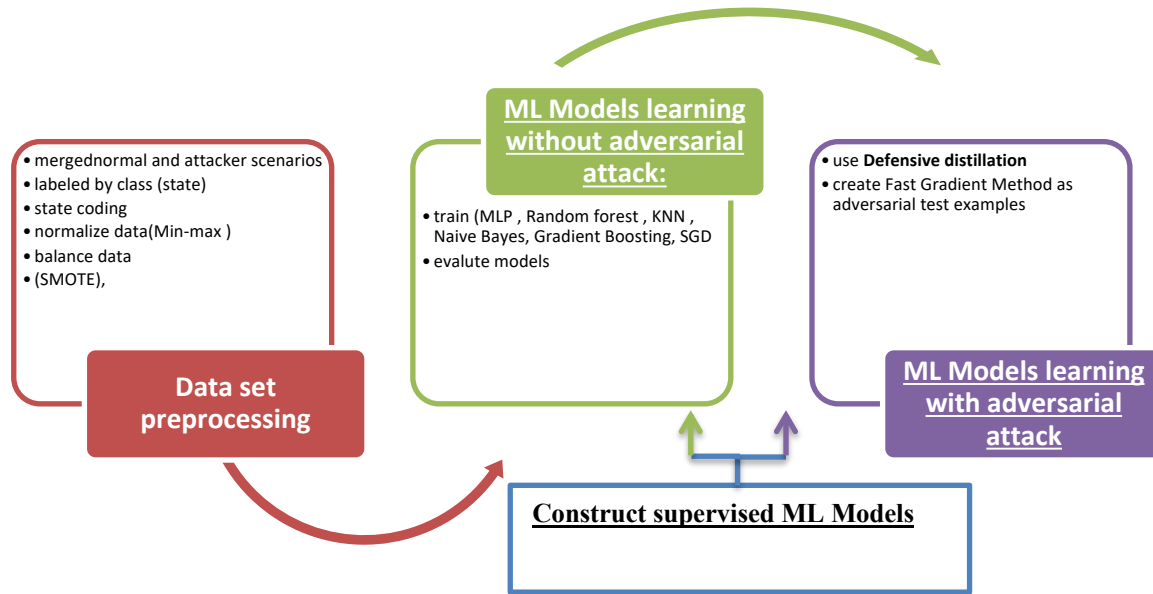 • mergednormal and attacker scenarios
• labeled by class (state)
• state coding
• normalize data(Min-max )
• balance data
• (SMOTE),
Data set
preprocessing
ML Models learning
without adversarial
attack:
• train (MLP , Random forest , KNN ,
Naive Bayes, Gradient Boosting, SGD
• evalute models
• use Defensive distillation
• create Fast Gradient Method as
adversarial test examples
ML Models learning
with adversarial
attack
Construct supervised ML Models